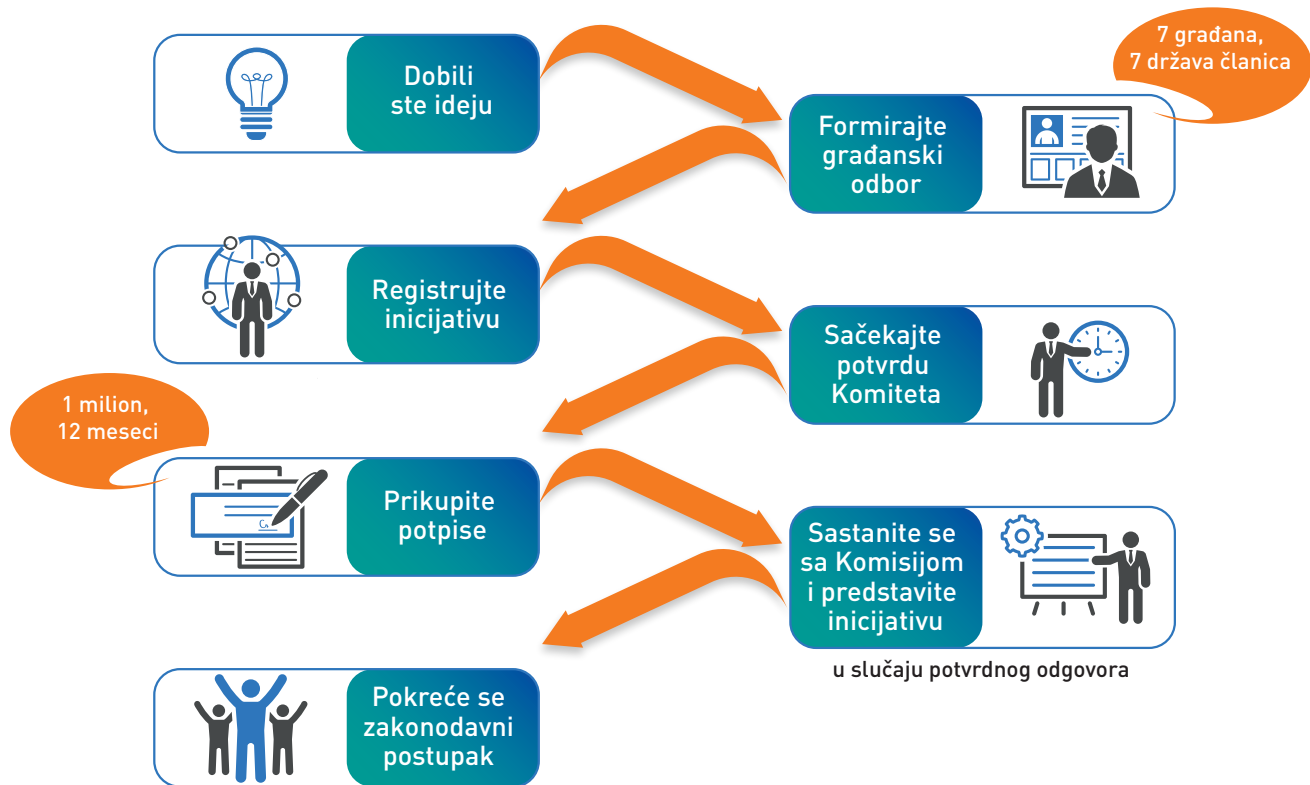 Dobili
ste ideju
7 građana,
7 država članica
Formirajte
građanski
odbor
Registrujte
inicijativu
Sačekajte
potvrdu
Komiteta
1 milion,
12 meseci
Prikupite
potpise
Sastanite se
sa Komisijom
i predstavite
inicijativu
u slučaju potvrdnog odgovora
Pokreće se
zakonodavni
postupak